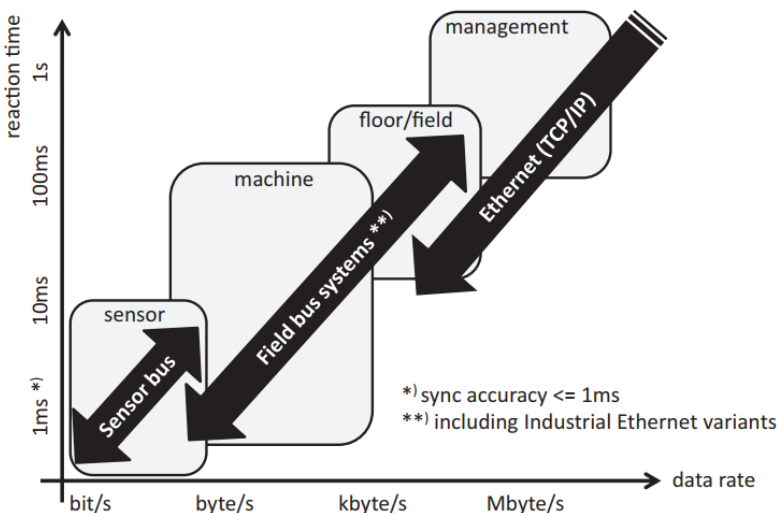 reaction time
1s
100ms
10ms
1ms *)
management
floor/field
machine
sensor
Ethernet (TCP/IP)
Field bus systems **)
Sensor bus
*) sync accuracy <= 1ms
**) including Industrial Ethernet variants
data rate
bit/s
byte/s
kbyte/s
Mbyte/s